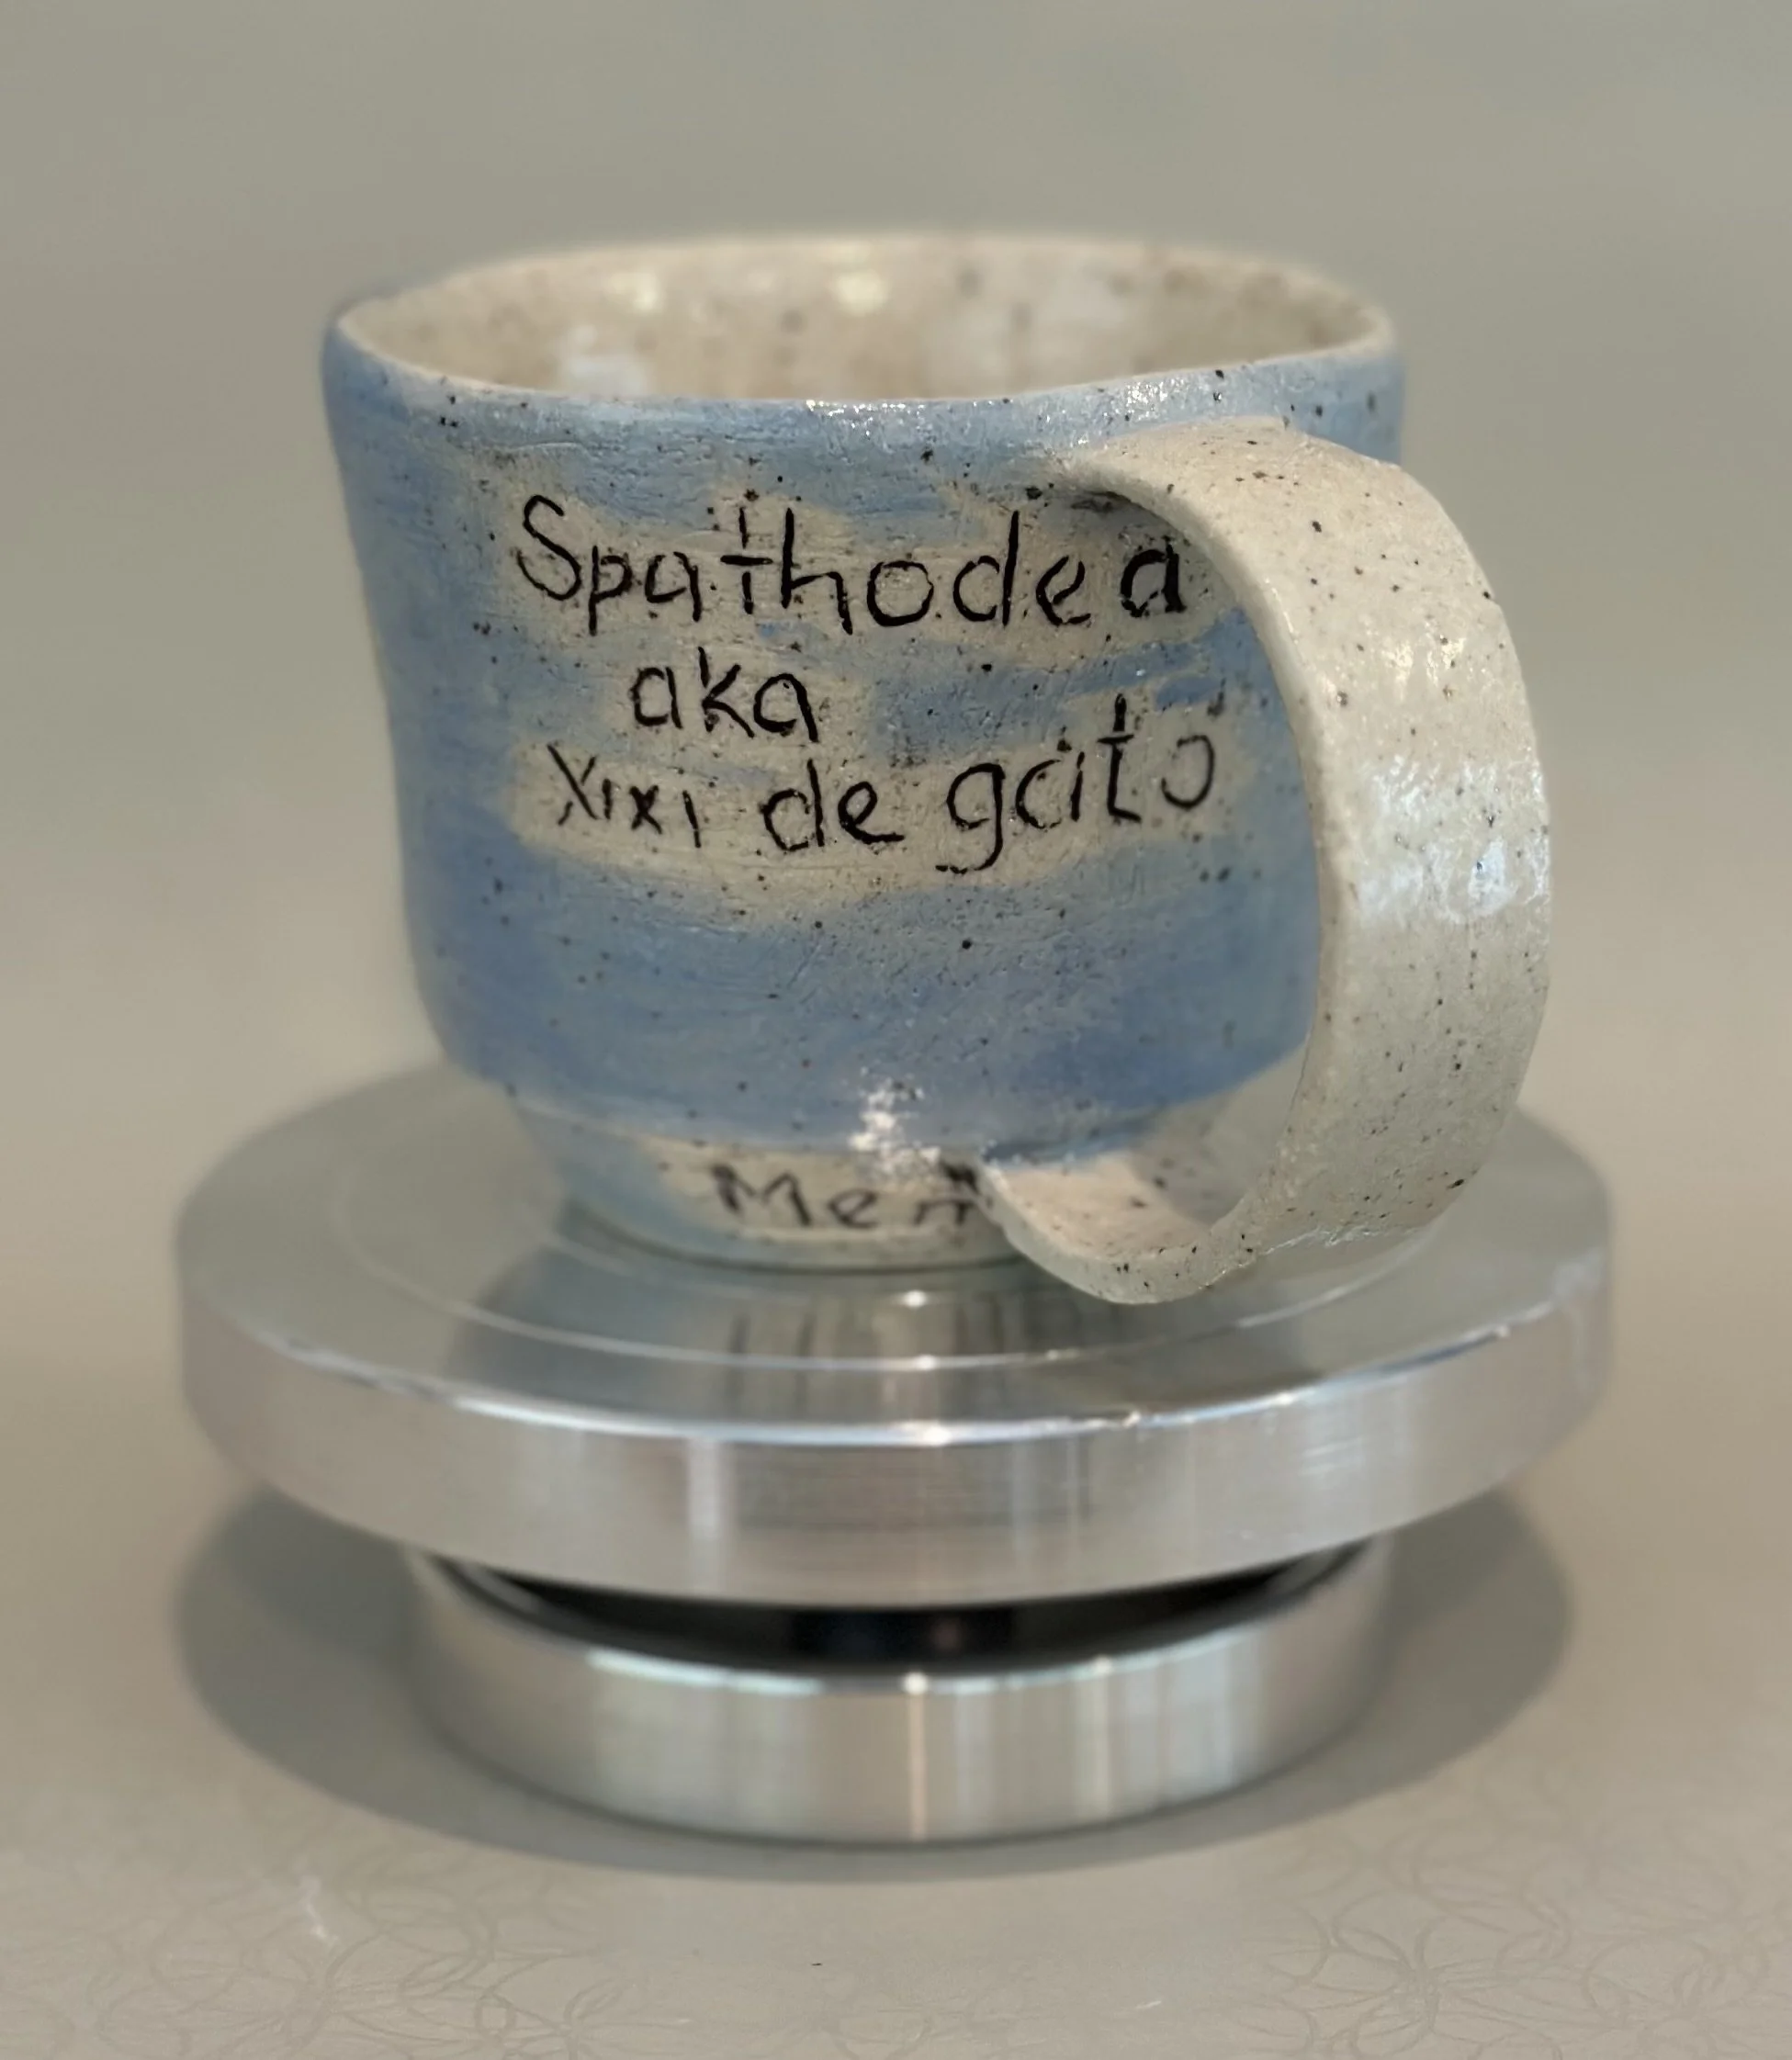 Spathodea
aka
xixi de gato